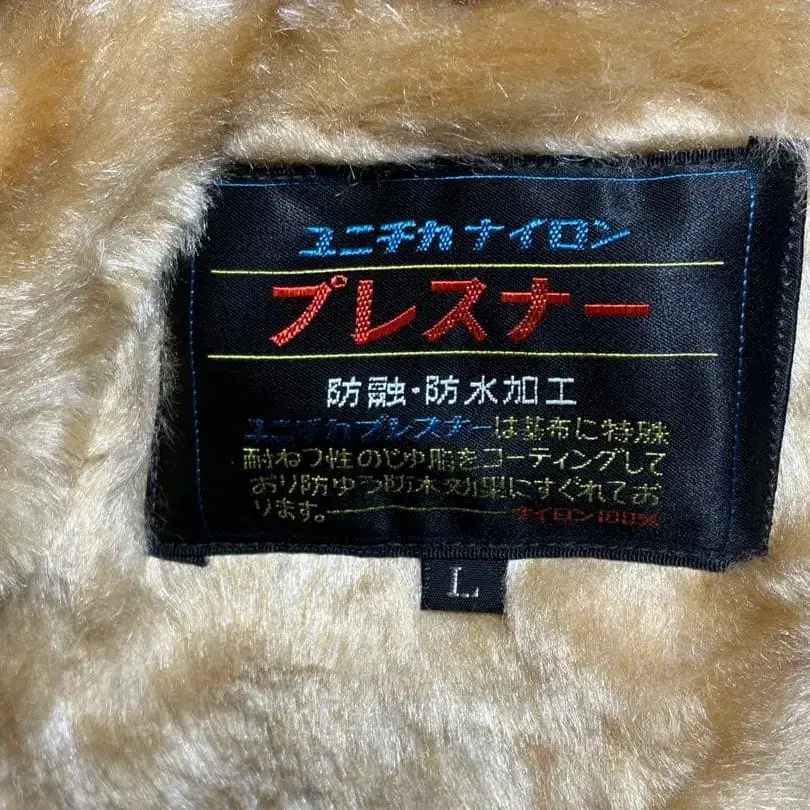 ユニチカナイロン
プレスナー
防融・防水加工
ユニチカプレスナーは基布に特殊
耐ねつ性のじゅ脂をコーティングして
おり防ゆう防水効果にすぐれてお
ります。ナイロン100%
L